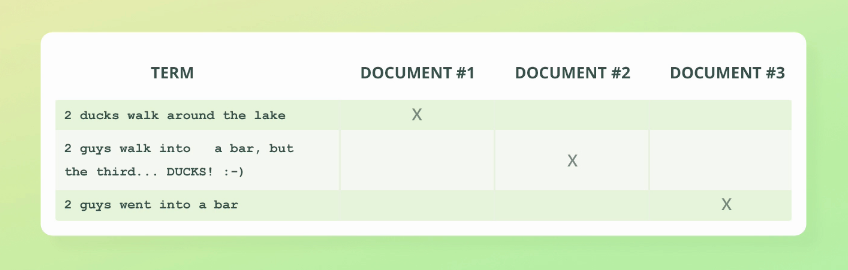 TERM DOCUMENT #1 DOCUMENT #2 DOCUMENT #3
2 ducks walk around the lake X
2 guys walk into   a bar, but
the third... DUCKS! :-) X
2 guys went into a bar X